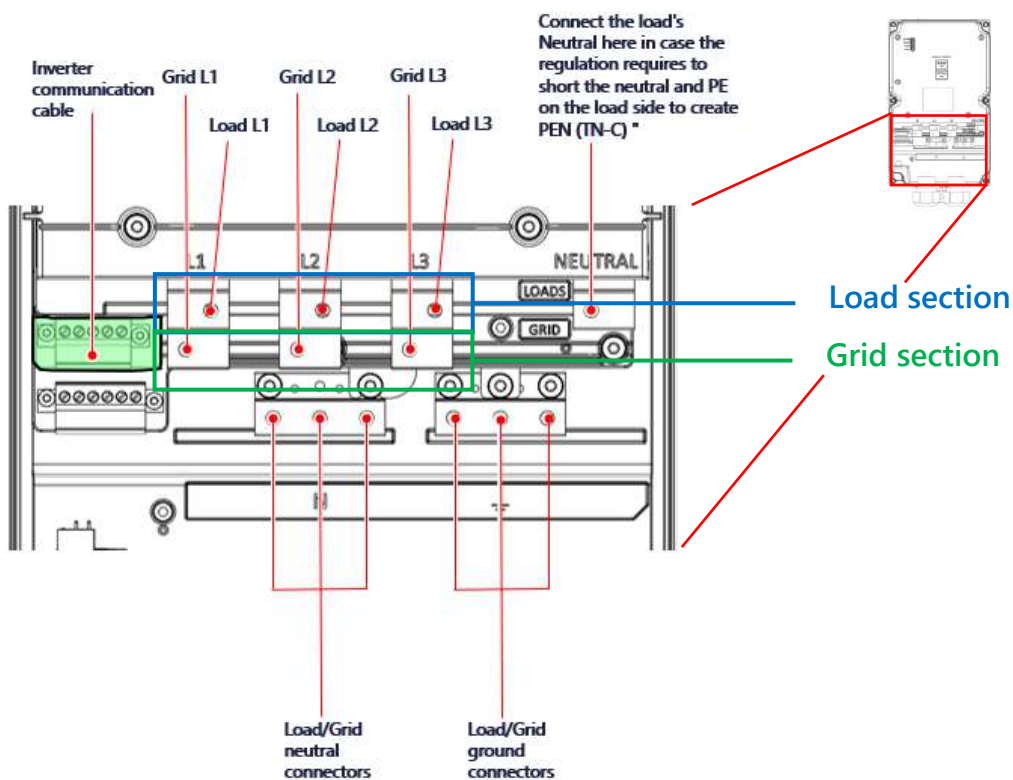 Connect the load's
Neutral here in case the
regulation requires to
short the neutral and PE
on the load side to create
PEN (TN-C) "
Inverter
communication
cable
Grid L1
Grid L2
Grid L3
Load L1
Load L2
Load L3
L1
L2
L3
NEUTRAL
LOADS
GRID
Load section
Grid section
N
Load/Grid
neutral
connectors
Load/Grid
ground
connectors